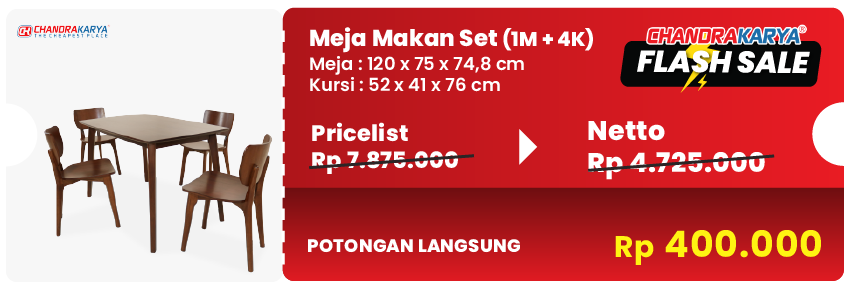 CHANDRAKARYA®
THE CHEAPEST PLACE
Meja Makan Set (1M + 4K)
Meja : 120 x 75 x 74,8 cm
Kursi : 52 x 41 x 76 cm
CHANDRAKARYA®
FLASH SALE
Pricelist
Rp 7.875.000
Netto
Rp 4.725.000
POTONGAN LANGSUNG
Rp 400.000